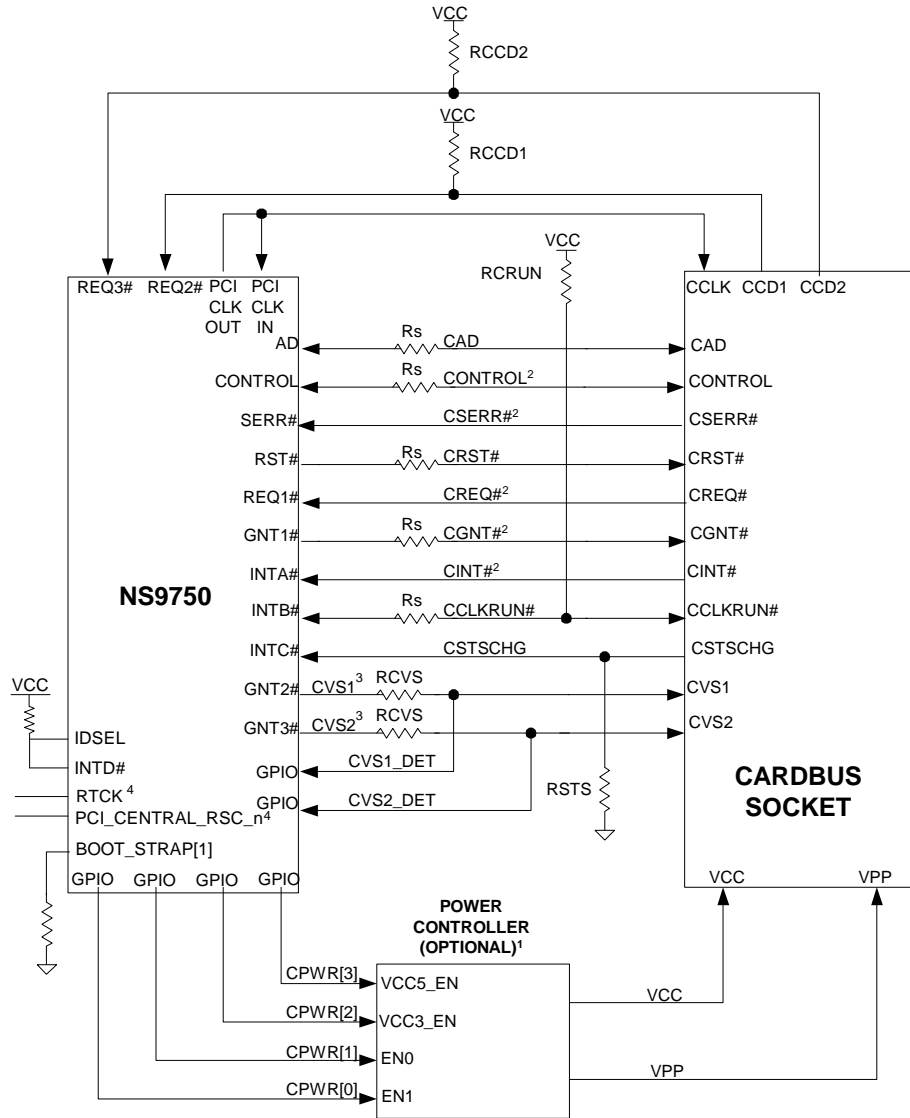 VCC
RCCD2
VCC
RCCD1
VCC
RCRUN
REQ3# REQ2# PCI CLK OUT PCI CLK IN
CCLK CCD1 CCD2
AD Rs CAD CAD
CONTROL Rs CONTROL² CONTROL
SERR# CSERR#² CSERR#
RST# Rs CRST# CRST#
REQ1# CREQ#² CREQ#
GNT1# Rs CGNT#² CGNT#
NS9750
INTA# CINT#² CINT#
INTB# Rs CCLKRUN# CCLKRUN#
INTC# CSTSCHG CSTSCHG
VCC
GNT2# CVS1³ RCVS CVS1
GNT3# CVS2³ RCVS CVS2
IDSEL
INTD#
GPIO CVS1_DET
RTCK⁴
GPIO CVS2_DET
RSTS
CARDBUS
SOCKET
PCI_CENTRAL_RSC_n⁴
BOOT_STRAP[1]
GPIO GPIO GPIO GPIO
VCC VPP
POWER
CONTROLLER
(OPTIONAL)¹
CPWR[3] VCC5_EN
VCC
CPWR[2] VCC3_EN
CPWR[1] EN0
VPP
CPWR[0] EN1